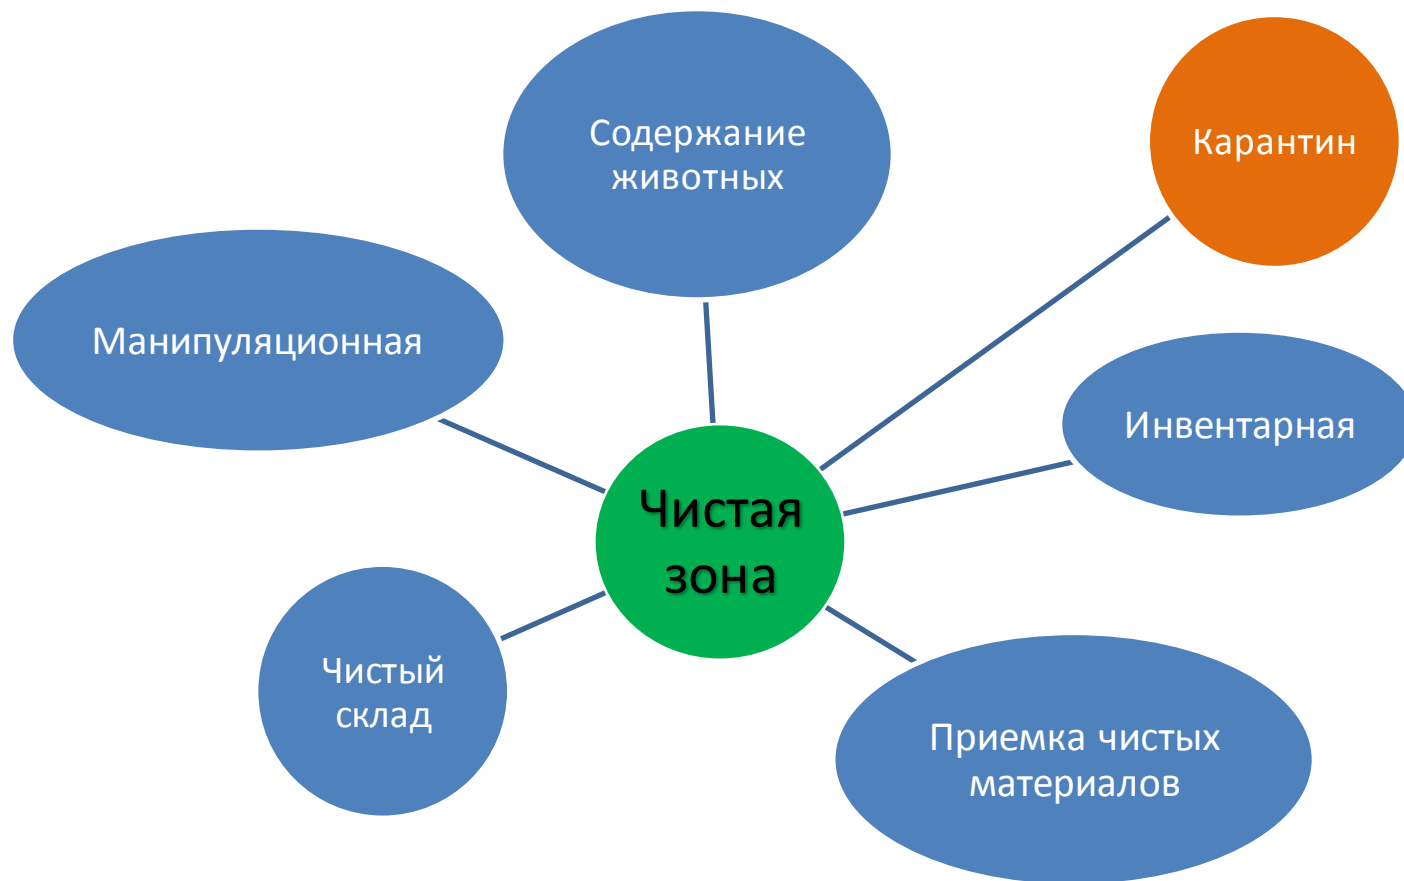 Содержание
животных
Карантин
Манипуляционная
Инвентарная
Чистая
зона
Чистый
склад
Приемка чистых
материалов